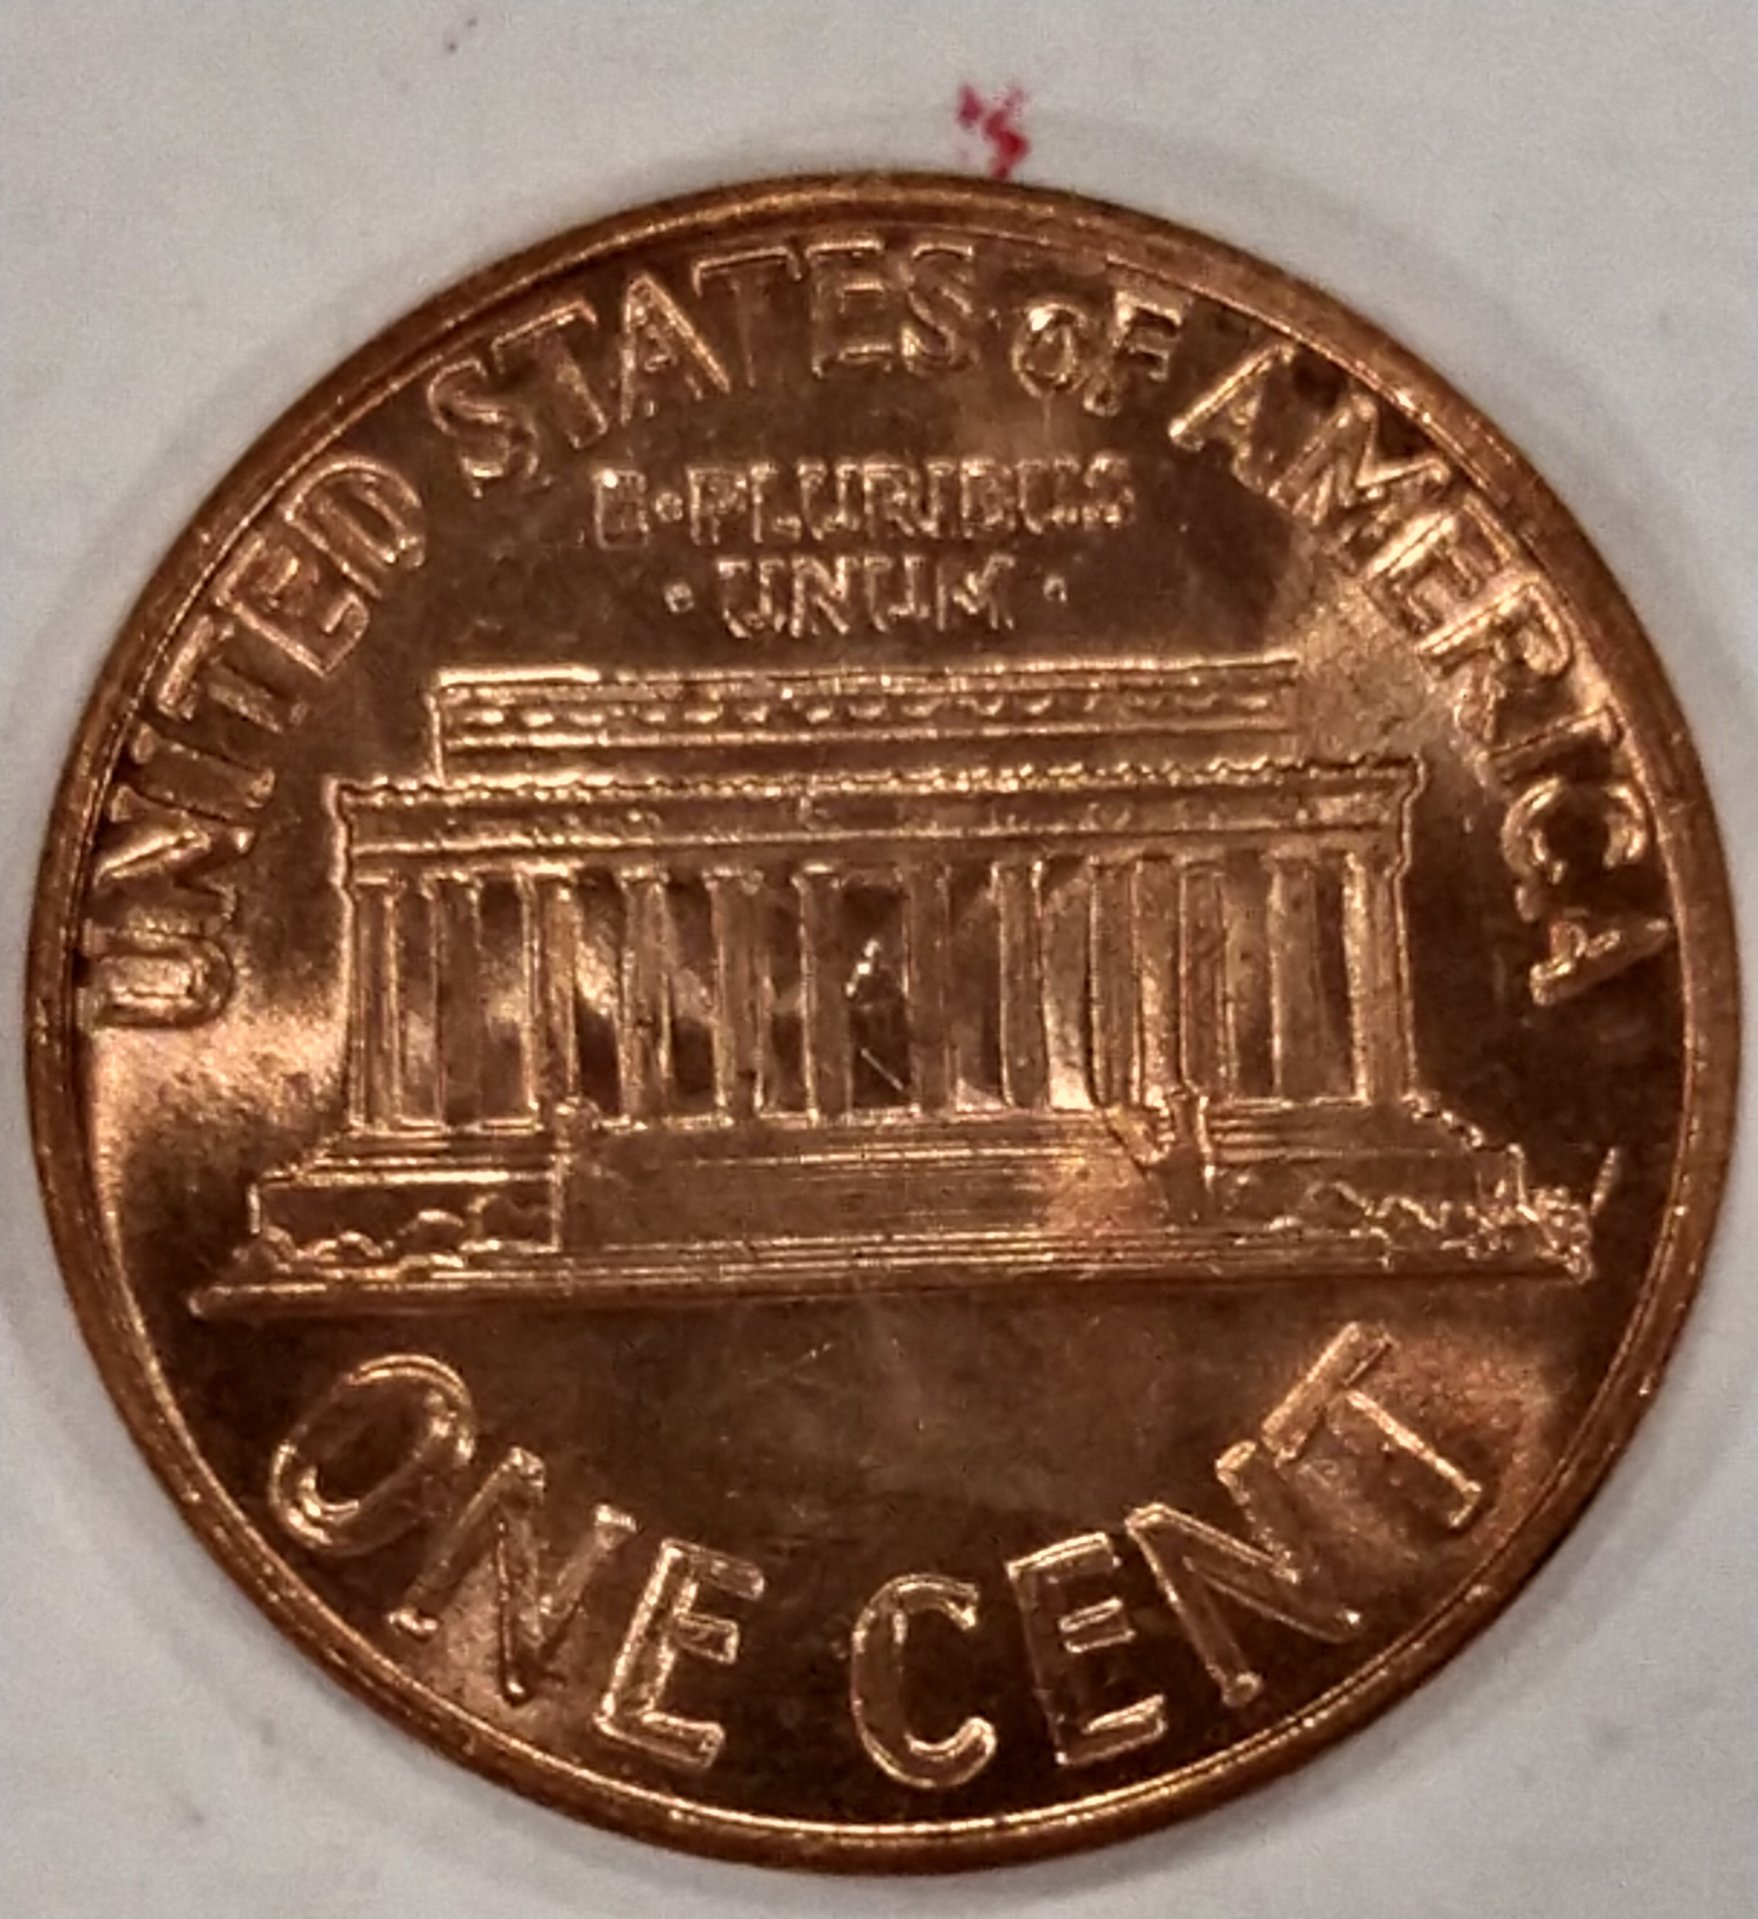 UNITED STATES OF AMERICA
E·PLURIBUS
·UNUM·
ONE CENT